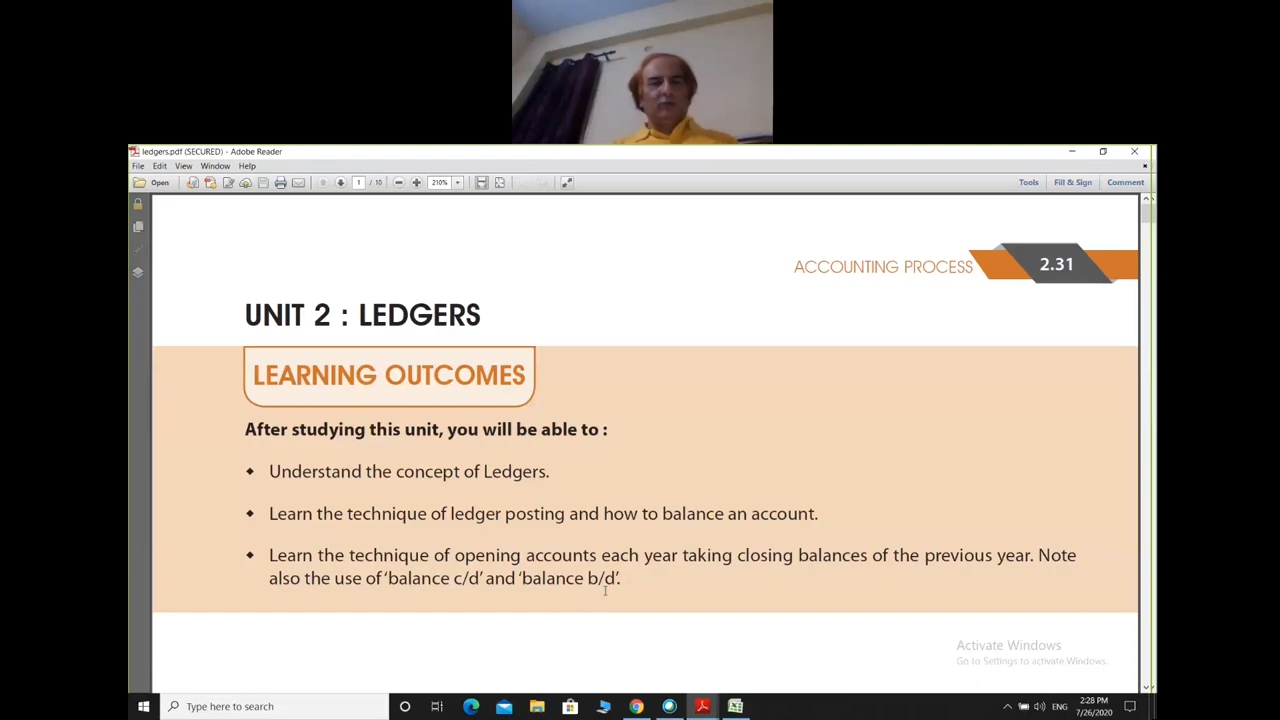 ledgers.pdf (SECURED) - Adobe Reader
File Edit View Window Help
Open 1 / 10 210% Tools Fill & Sign Comment
ACCOUNTING PROCESS 2.31
UNIT 2 : LEDGERS
LEARNING OUTCOMES
After studying this unit, you will be able to :
Understand the concept of Ledgers.
Learn the technique of ledger posting and how to balance an account.
Learn the technique of opening accounts each year taking closing balances of the previous year. Note
also the use of ‘balance c/d’ and ‘balance b/d’.
Activate Windows
Go to Settings to activate Windows.
Type here to search
ENG
2:28 PM
7/26/2020